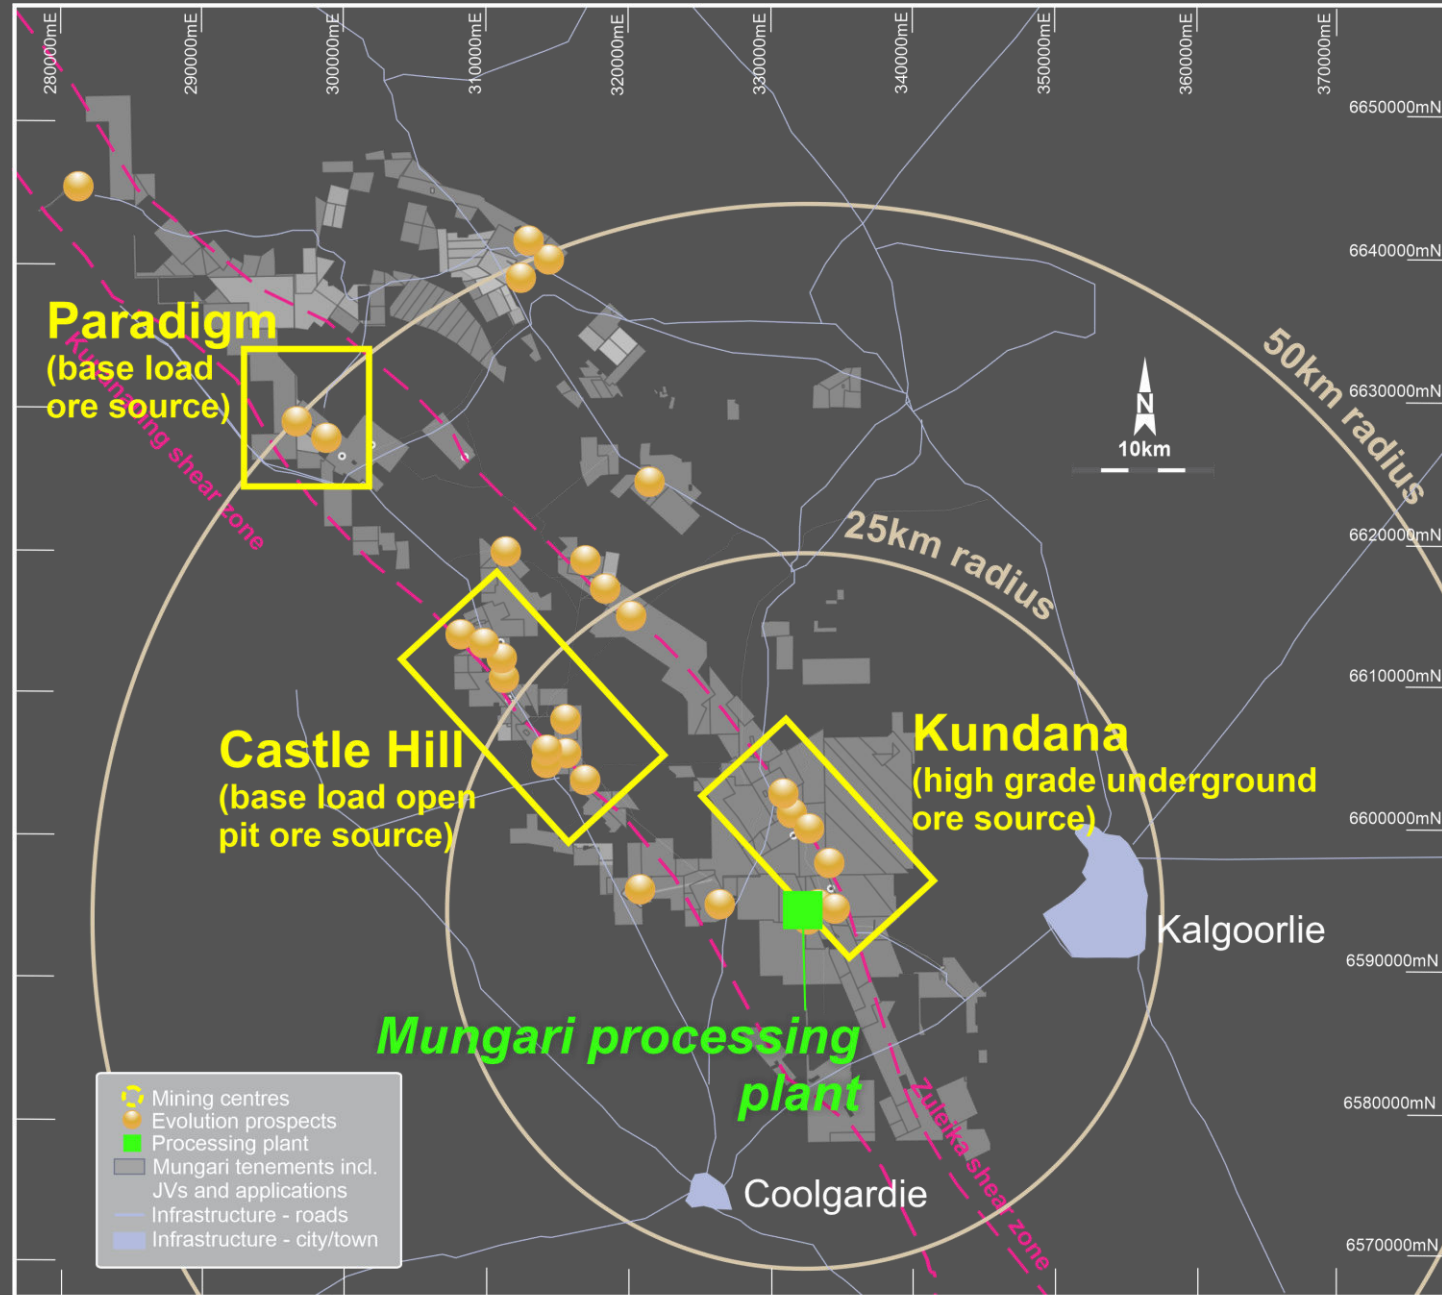 280000mE
290000mE
300000mE
310000mE
320000mE
330000mE
340000mE
350000mE
360000mE
370000mE
6650000mN
6640000mN
6630000mN
6620000mN
6610000mN
6600000mN
6590000mN
6580000mN
6570000mN
Paradigm
(base load
ore source)
Kununalling shear zone
N
10km
50km radius
25km radius
Castle Hill
(base load open
pit ore source)
Kundana
(high grade underground
ore source)
Kalgoorlie
Mungari processing
plant
Coolgardie
Zuleika shear zone
Mining centres
Evolution prospects
Processing plant
Mungari tenements incl.
JVs and applications
Infrastructure - roads
Infrastructure - city/town